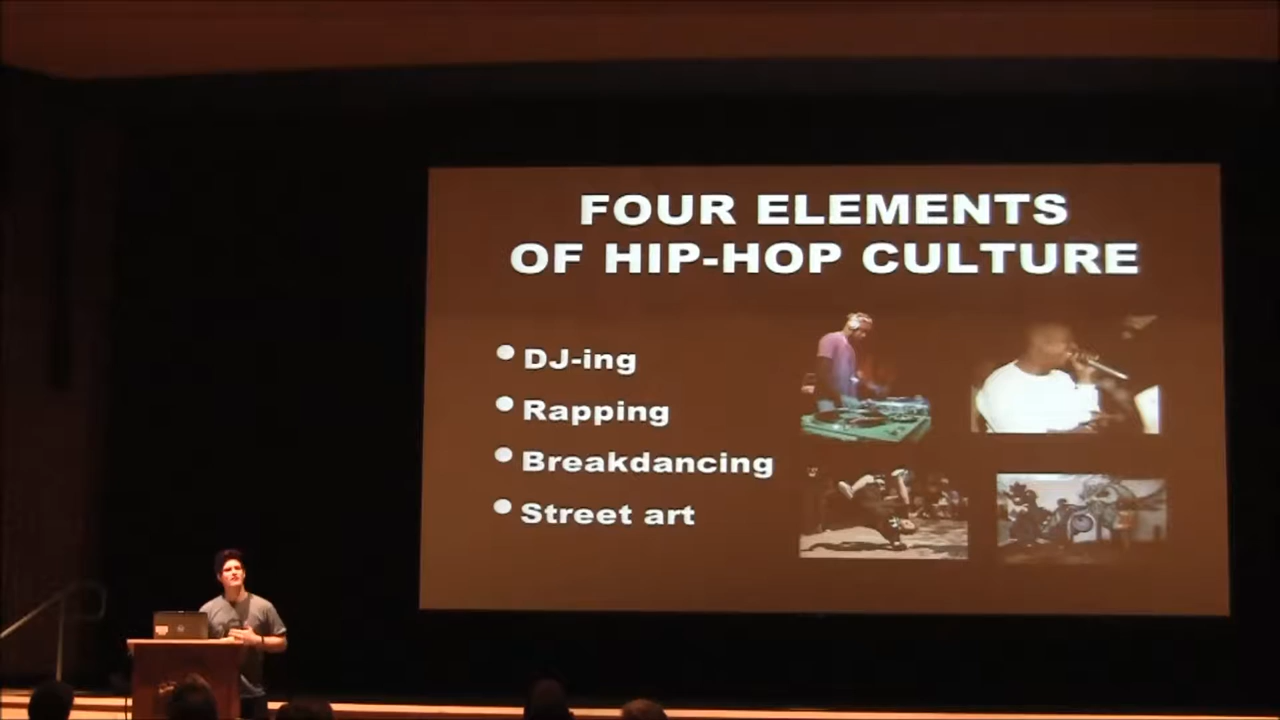 FOUR ELEMENTS
OF HIP-HOP CULTURE
DJ-ing
Rapping
Breakdancing
Street art